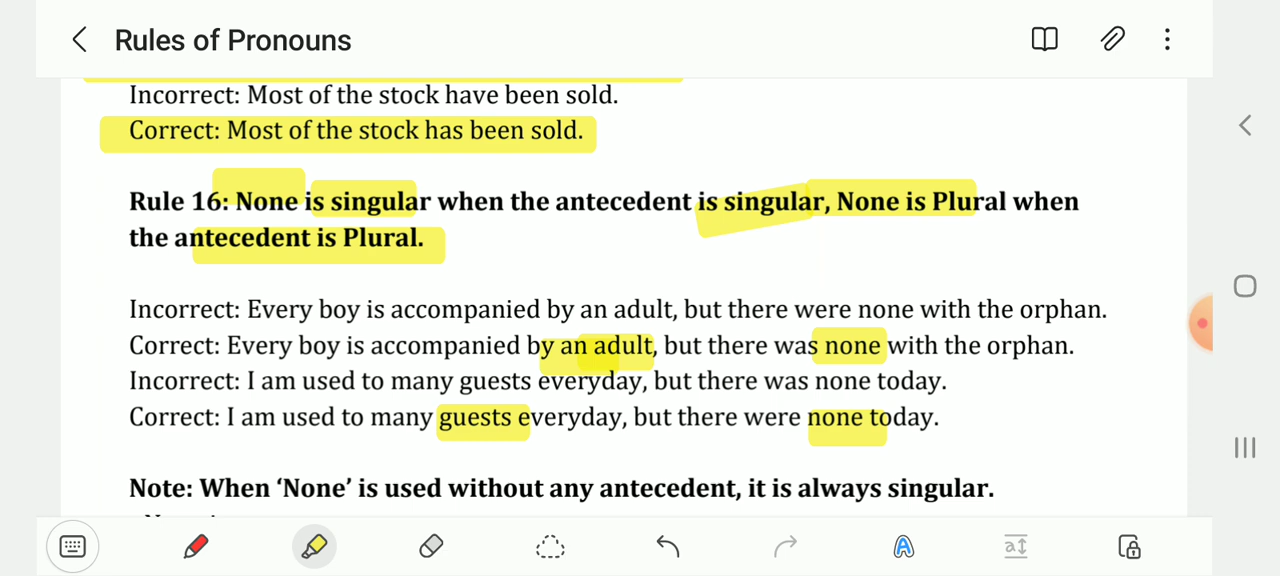 Rules of Pronouns
Incorrect: Most of the stock have been sold.
Correct: Most of the stock has been sold.
Rule 16: None is singular when the antecedent is singular, None is Plural when
the antecedent is Plural.
Incorrect: Every boy is accompanied by an adult, but there were none with the orphan.
Correct: Every boy is accompanied by an adult, but there was none with the orphan.
Incorrect: I am used to many guests everyday, but there was none today.
Correct: I am used to many guests everyday, but there were none today.
Note: When ‘None’ is used without any antecedent, it is always singular.